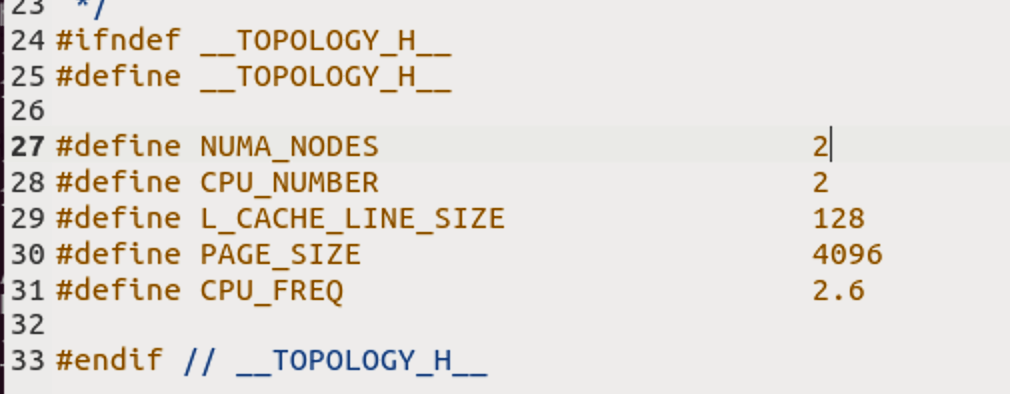 23 */
24 #ifndef __TOPOLOGY_H__
25 #define __TOPOLOGY_H__
26
27 #define NUMA_NODES 2
28 #define CPU_NUMBER 2
29 #define L_CACHE_LINE_SIZE 128
30 #define PAGE_SIZE 4096
31 #define CPU_FREQ 2.6
32
33 #endif // __TOPOLOGY_H__